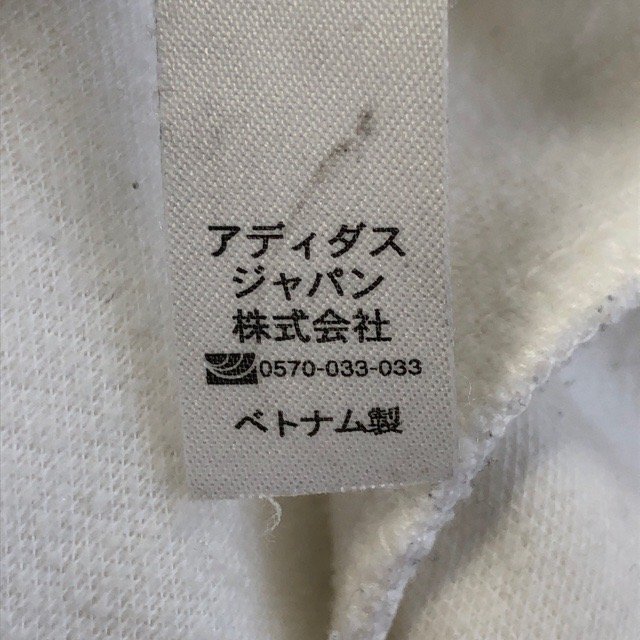 アディダス
ジャパン
株式会社
0570-033-033
ベトナム製